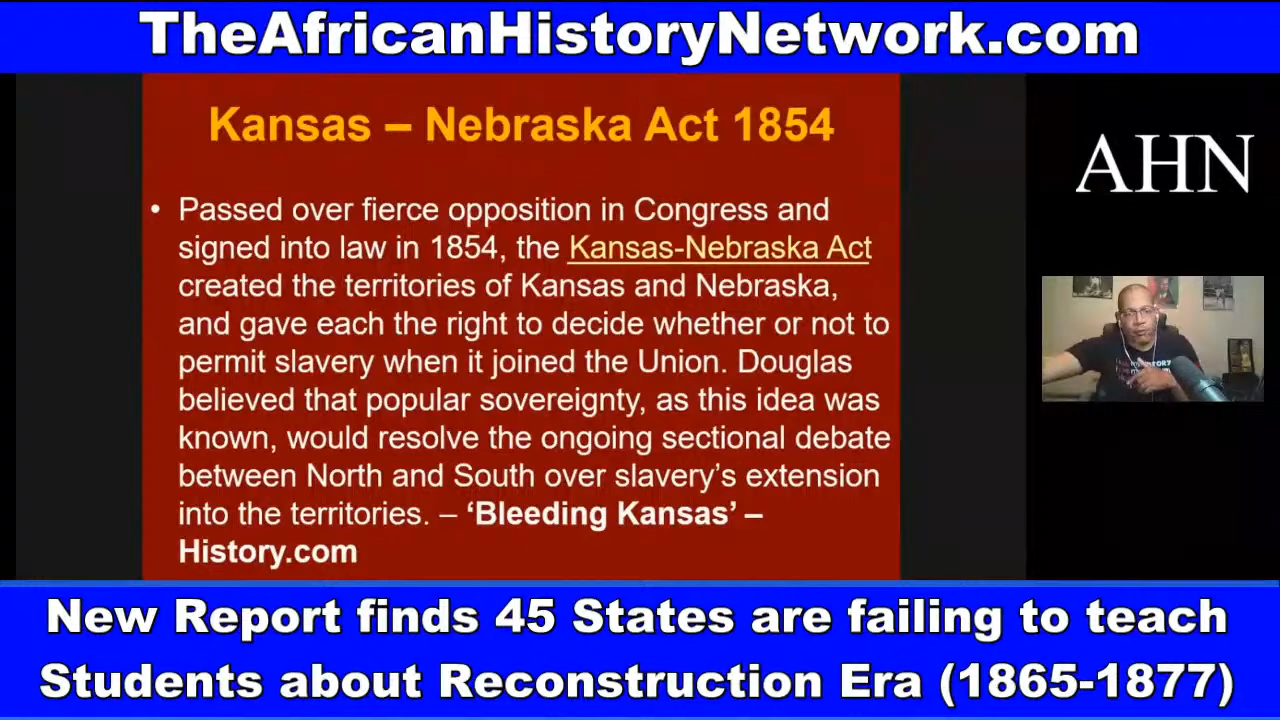 TheAfricanHistoryNetwork.com
Kansas – Nebraska Act 1854
• Passed over fierce opposition in Congress and
signed into law in 1854, the Kansas-Nebraska Act
created the territories of Kansas and Nebraska,
and gave each the right to decide whether or not to
permit slavery when it joined the Union. Douglas
believed that popular sovereignty, as this idea was
known, would resolve the ongoing sectional debate
between North and South over slavery’s extension
into the territories. – ‘Bleeding Kansas’ –
History.com
AHN
New Report finds 45 States are failing to teach
Students about Reconstruction Era (1865-1877)